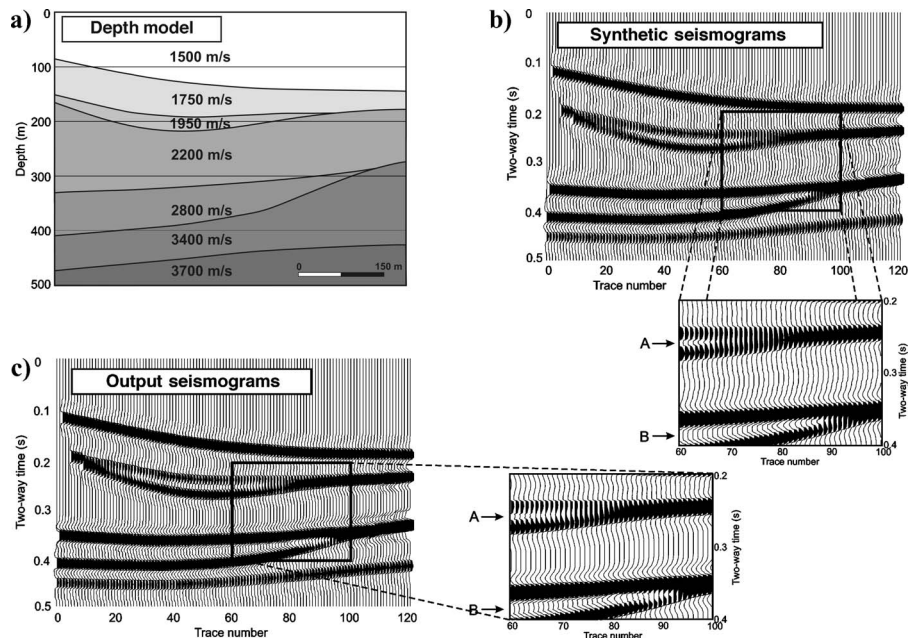 a)
Depth model
0
100
200
300
400
500
Depth (m)
1500 m/s
1750 m/s
1950 m/s
2200 m/s
2800 m/s
3400 m/s
3700 m/s
0 150 m
b)
Synthetic seismograms
0
0.1
0.2
0.3
0.4
0.5
Two-way time (s)
0 20 40 60 80 100 120
Trace number
A
B
0.2
0.3
0.4
Two-way time (s)
60 70 80 90 100
Trace number
c)
Output seismograms
0
0.1
0.2
0.3
0.4
0.5
Two-way time (s)
0 20 40 60 80 100 120
Trace number
A
B
0.2
0.3
0.4
Two-way time (s)
60 70 80 90 100
Trace number